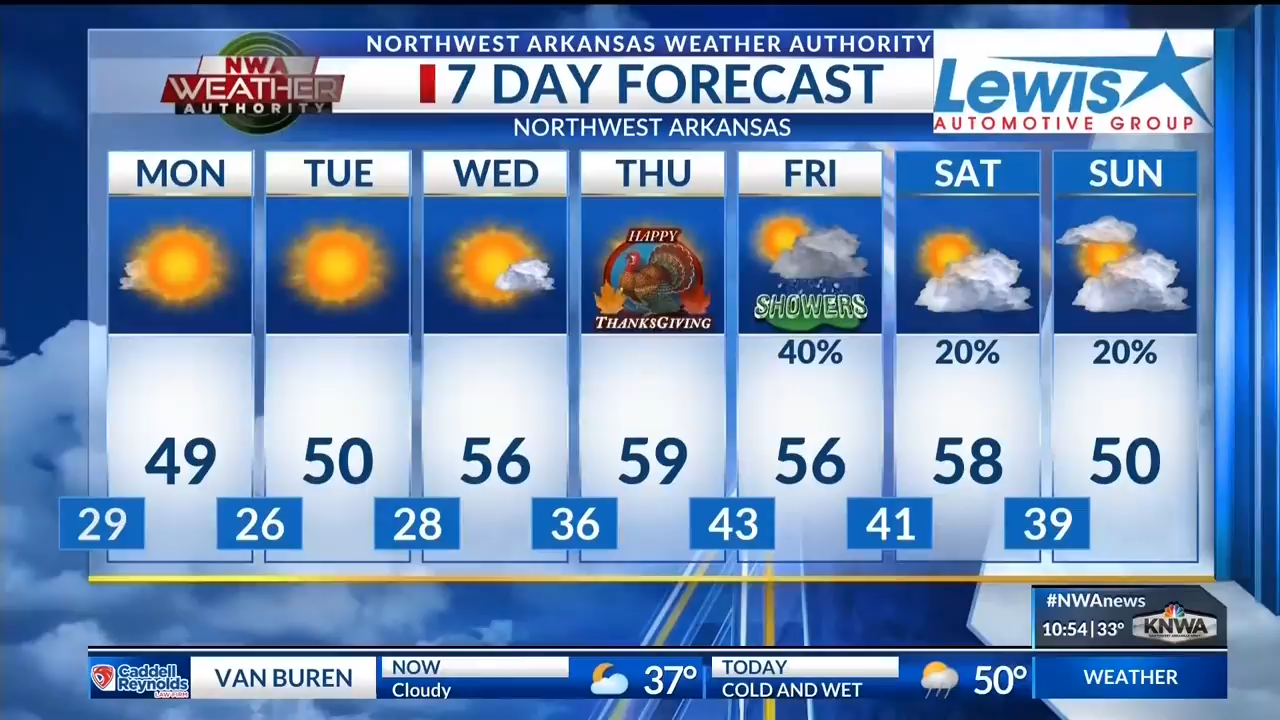 NORTHWEST ARKANSAS WEATHER AUTHORITY
NWA
WEATHER
AUTHORITY
7 DAY FORECAST
Lewis
AUTOMOTIVE GROUP
NORTHWEST ARKANSAS
MON TUE WED THU FRI SAT SUN
HAPPY
THANKSGIVING
SHOWERS
40% 20% 20%
49 50 56 59 56 58 50
29 26 28 36 43 41 39
#NWAnews
10:54 | 33°
KNWA
Caddell
Reynolds
LAW FIRM
VAN BUREN
NOW
Cloudy
37°
TODAY
COLD AND WET
50°
WEATHER